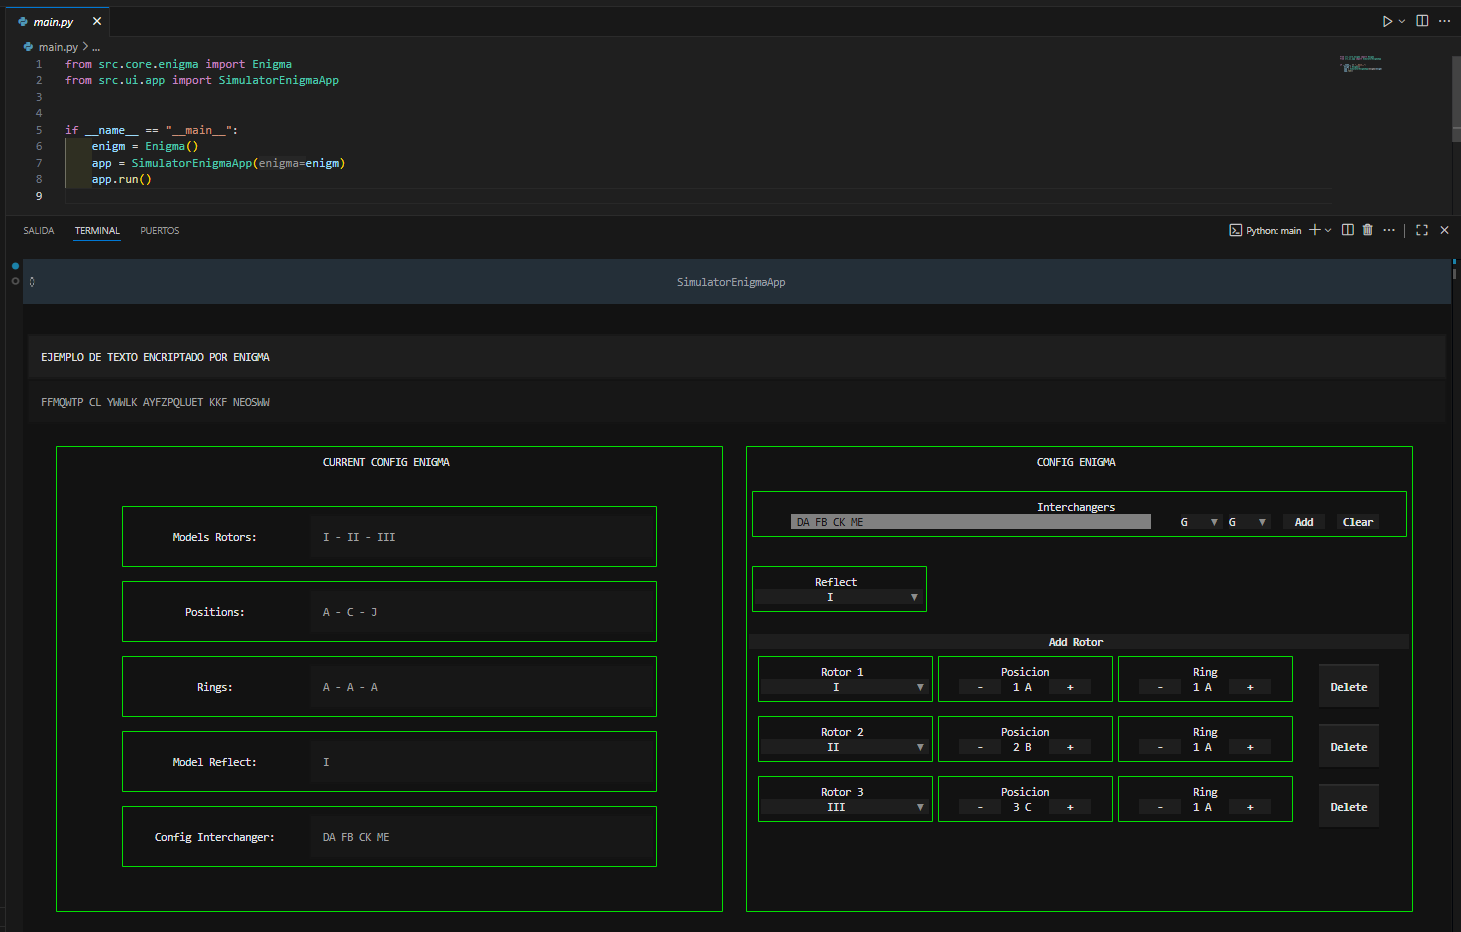 main.py
main.py > ...
1 from src.core.enigma import Enigma
2 from src.ui.app import SimulatorEnigmaApp
3
4
5 if __name__ == "__main__":
6 enigm = Enigma()
7 app = SimulatorEnigmaApp(enigma=enigm)
8 app.run()
9
SALIDA TERMINAL PUERTOS Python: main
SimulatorEnigmaApp
EJEMPLO DE TEXTO ENCRIPTADO POR ENIGMA
FFMQWTP CL YWWLK AYFZPQLUET KKF NEOSWW
CURRENT CONFIG ENIGMA
Models Rotors: I - II - III
Positions: A - C - J
Rings: A - A - A
Model Reflect: I
Config Interchanger: DA FB CK ME
CONFIG ENIGMA
Interchangers
DA FB CK ME G ▼ G ▼ Add Clear
Reflect
I ▼
Add Rotor
Rotor 1 Posicion Ring
I ▼ - 1 A + - 1 A + Delete
Rotor 2 Posicion Ring
II ▼ - 2 B + - 1 A + Delete
Rotor 3 Posicion Ring
III ▼ - 3 C + - 1 A + Delete